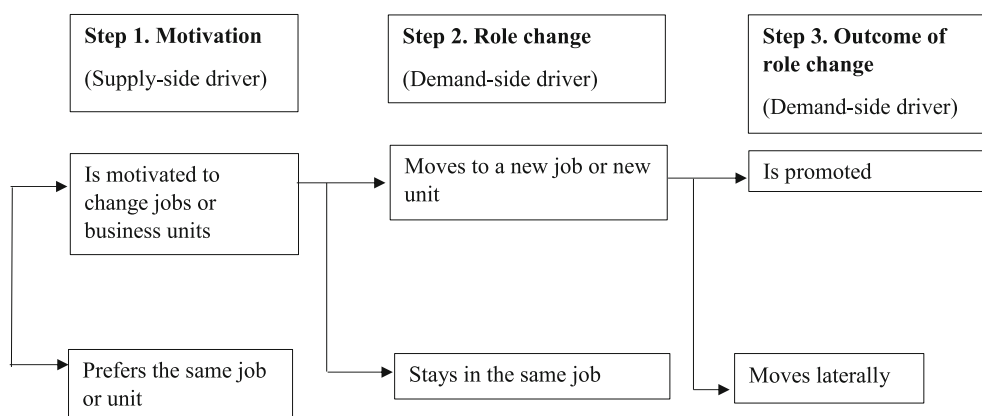 Step 1. Motivation
(Supply-side driver)
Step 2. Role change
(Demand-side driver)
Step 3. Outcome of
role change
(Demand-side driver)
Is motivated to
change jobs or
business units
Moves to a new job or new
unit
Is promoted
Prefers the same job
or unit
Stays in the same job
Moves laterally